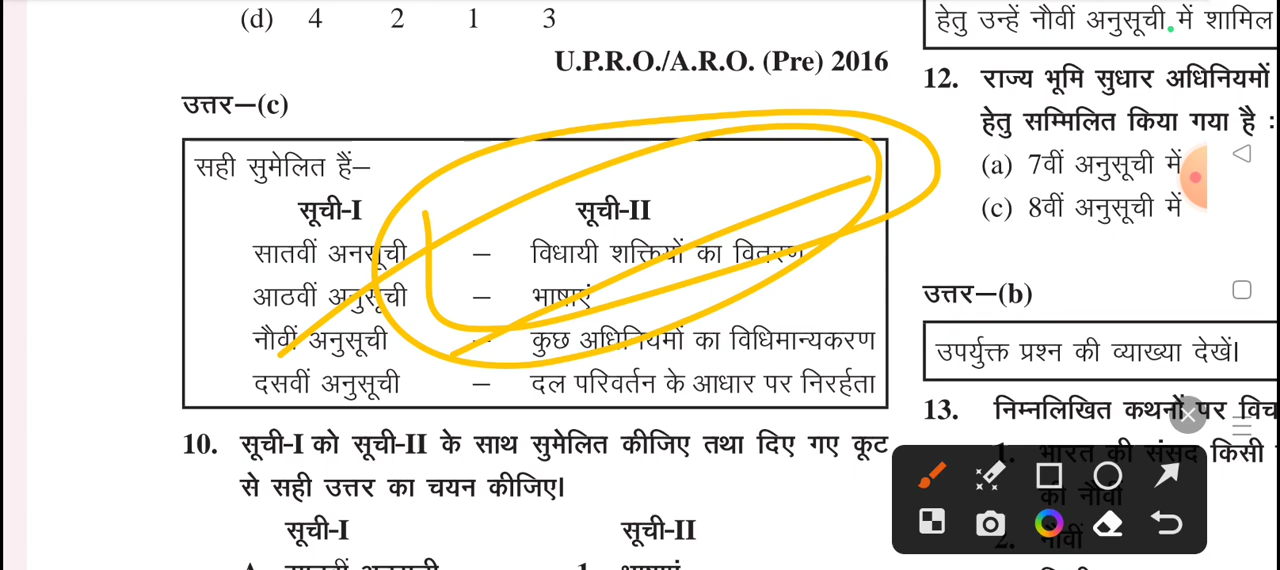 (d) 4 2 1 3
U.P.R.O./A.R.O. (Pre) 2016
उत्तर–(c)
सही सुमेलित हैं–
सूची-I सूची-II
सातवीं अनसूची – विधायी शक्तियों का वितरण
आठवीं अनुसूची – भाषाएं
नौवीं अनुसूची – कुछ अधिनियमों का विधिमान्यकरण
दसवीं अनुसूची – दल परिवर्तन के आधार पर निरर्हता
10. सूची-I को सूची-II के साथ सुमेलित कीजिए तथा दिए गए कूट
से सही उत्तर का चयन कीजिए।
सूची-I सूची-II
हेतु उन्हें नौवीं अनुसूची में शामिल
12. राज्य भूमि सुधार अधिनियमों
हेतु सम्मिलित किया गया है :
(a) 7वीं अनुसूची में
(c) 8वीं अनुसूची में
उत्तर–(b)
उपर्युक्त प्रश्न की व्याख्या देखें।
13. निम्नलिखित कथनों पर
1. भारत की संसद किसी
की नौवीं
2. नौवीं